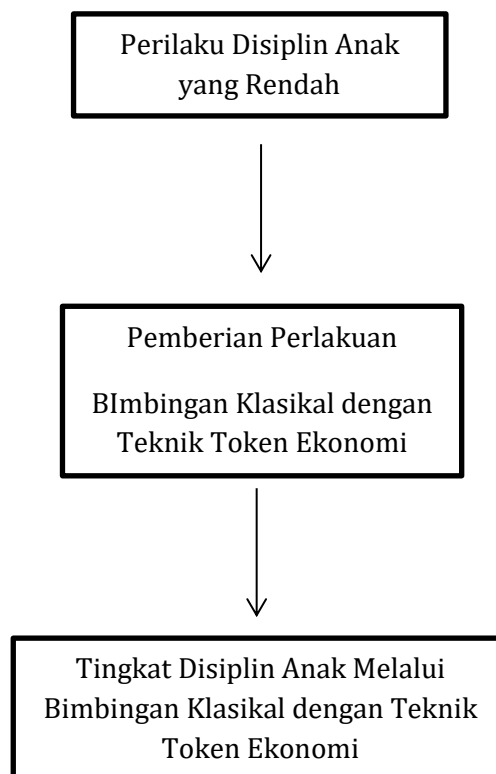 Perilaku Disiplin Anak
yang Rendah
Pemberian Perlakuan
BImbingan Klasikal dengan
Teknik Token Ekonomi
Tingkat Disiplin Anak Melalui
Bimbingan Klasikal dengan Teknik
Token Ekonomi